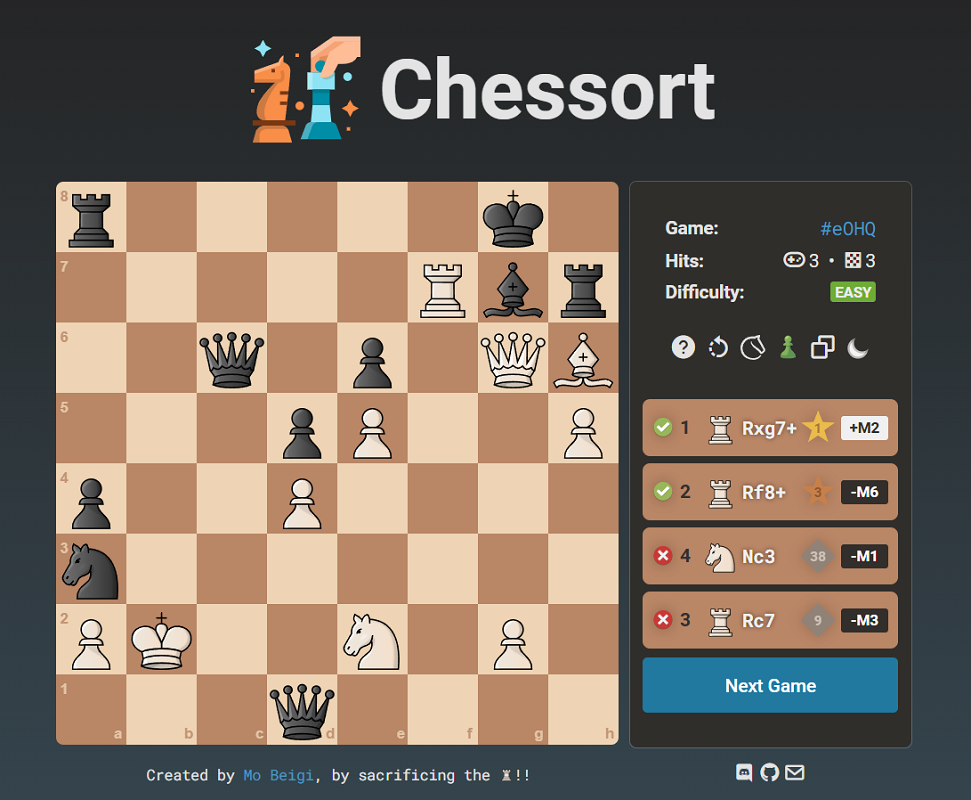 Chessort
8
7
6
5
4
3
2
1
a b c d e f g h
Game: #eOHQ
Hits: 3 • 3
Difficulty: EASY
1 Rxg7+ 1 +M2
2 Rf8+ 3 -M6
4 Nc3 38 -M1
3 Rc7 9 -M3
Next Game
Created by Mo Beigi, by sacrificing the ♜!!